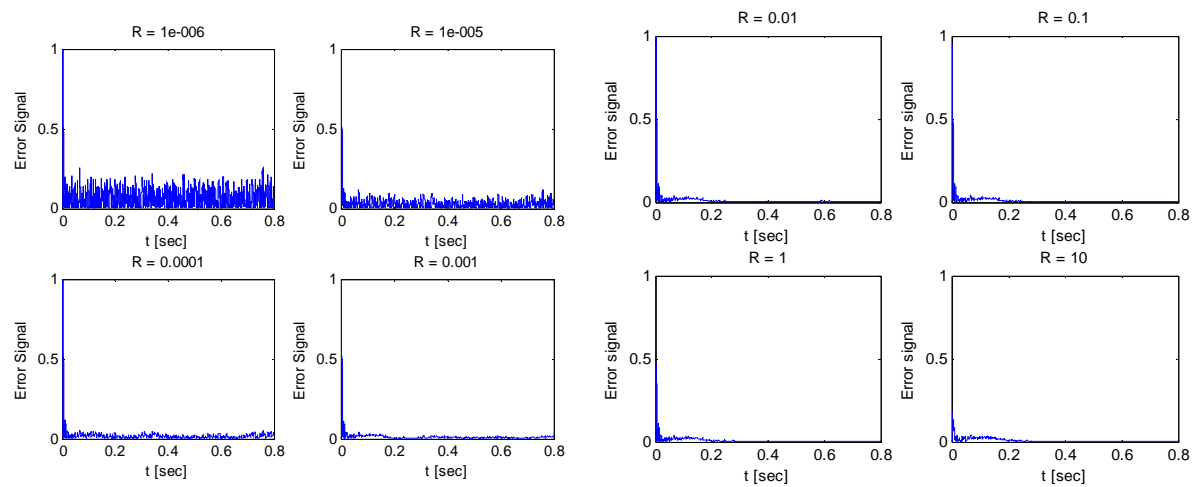 R = 1e-006
1
0.5
0
Error Signal
0 0.2 0.4 0.6 0.8
t [sec]
R = 1e-005
1
0.5
0
Error Signal
0 0.2 0.4 0.6 0.8
t [sec]
R = 0.01
1
0.5
0
Error signal
0 0.2 0.4 0.6 0.8
t [sec]
R = 0.1
1
0.5
0
Error signal
0 0.2 0.4 0.6 0.8
t [sec]
R = 0.0001
1
0.5
0
Error Signal
0 0.2 0.4 0.6 0.8
t [sec]
R = 0.001
1
0.5
0
Error Signal
0 0.2 0.4 0.6 0.8
t [sec]
R = 1
1
0.5
0
Error signal
0 0.2 0.4 0.6 0.8
t [sec]
R = 10
1
0.5
0
Error signal
0 0.2 0.4 0.6 0.8
t [sec]